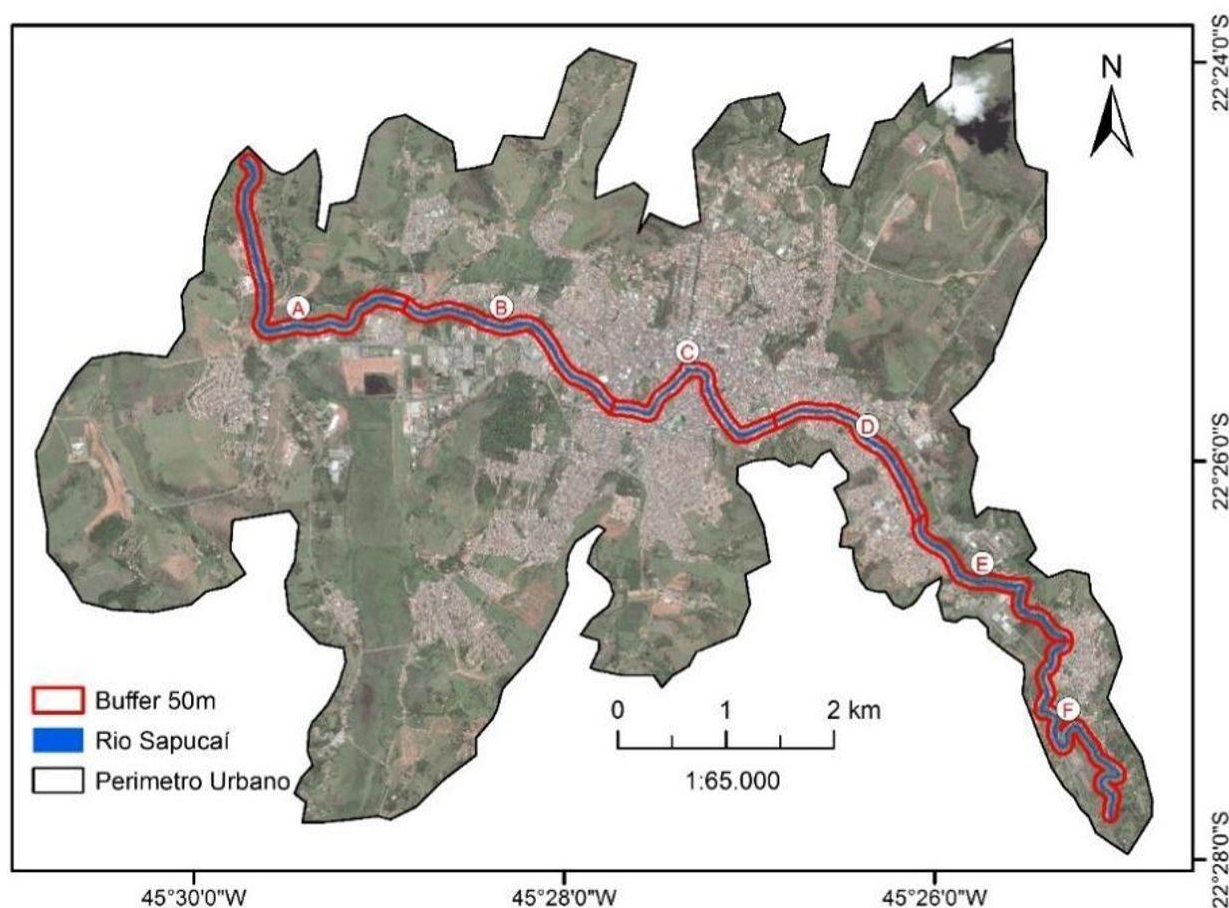 22°24'0"S
N
A
B
C
D
22°26'0"S
E
F
Buffer 50m
Rio Sapucaí
Perimetro Urbano
0 1 2 km
1:65.000
22°28'0"S
45°30'0"W 45°28'0"W 45°26'0"W